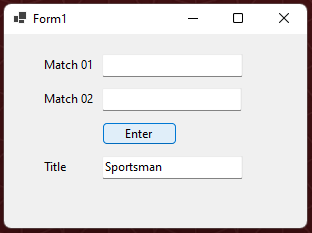 Form1
Match 01
Match 02
Enter
Title Sportsman